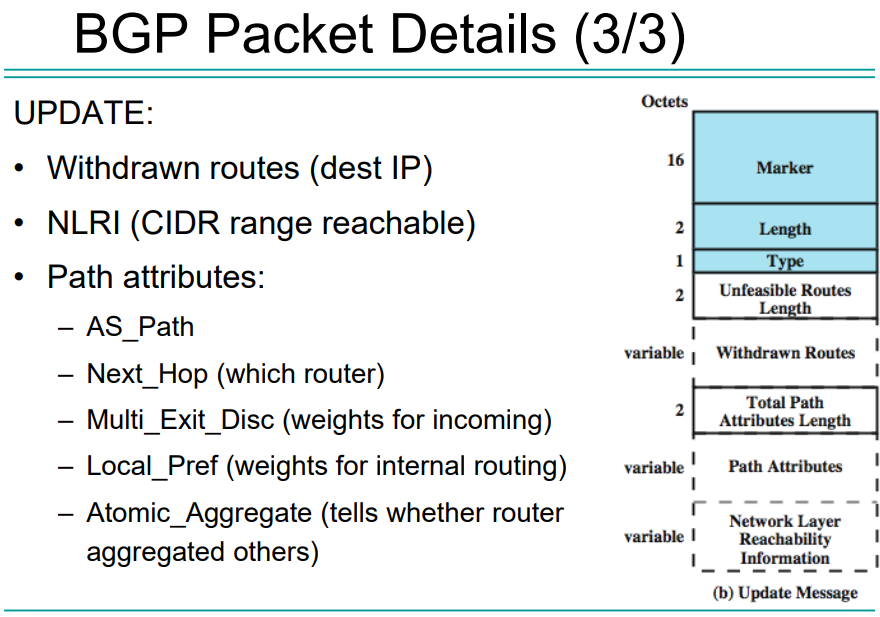 BGP Packet Details (3/3)
UPDATE:
• Withdrawn routes (dest IP)
• NLRI (CIDR range reachable)
• Path attributes:
– AS_Path
– Next_Hop (which router)
– Multi_Exit_Disc (weights for incoming)
– Local_Pref (weights for internal routing)
– Atomic_Aggregate (tells whether router
aggregated others)
Octets
16 Marker
2 Length
1 Type
2 Unfeasible Routes
Length
variable Withdrawn Routes
2 Total Path
Attributes Length
variable Path Attributes
variable Network Layer
Reachability
Information
(b) Update Message